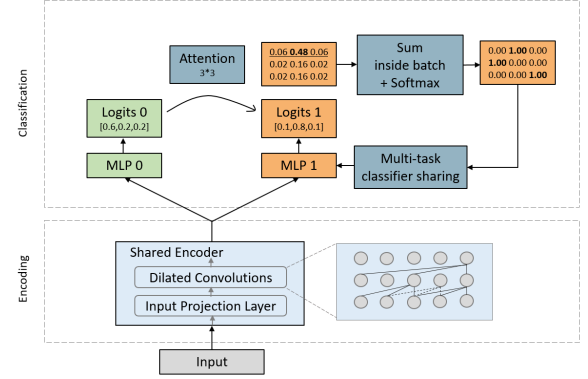 Classification
Attention
3*3
0.06 0.48 0.06
0.02 0.16 0.02
0.02 0.16 0.02
Sum
inside batch
+ Softmax
0.00 1.00 0.00
1.00 0.00 0.00
0.00 0.00 1.00
Logits 0
[0.6,0.2,0.2]
Logits 1
[0.1,0.8,0.1]
MLP 0
MLP 1
Multi-task
classifier sharing
Encoding
Shared Encoder
Dilated Convolutions
Input Projection Layer
Input